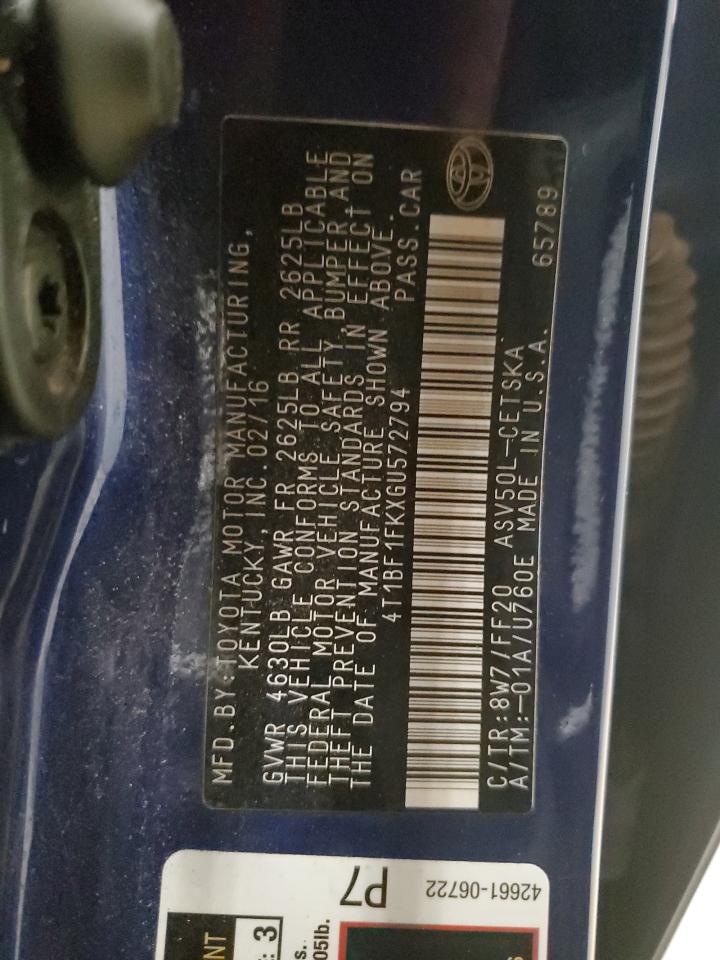 MFD.BY:TOYOTA MOTOR MANUFACTURING,
KENTUCKY, INC.02/16
GVWR 4630LB GAWR FR 2625LB RR 2625LB
THIS VEHICLE CONFORMS TO ALL APPLICABLE
FEDERAL MOTOR VEHICLE SAFETY, BUMPER AND
THEFT PREVENTION STANDARDS IN EFFECT ON
THE DATE OF MANUFACTURE SHOWN ABOVE.
4T1BF1FKXGU572794 PASS.CAR
C/TR:8W7/FF20 ASV50L-CETSKA 65789
A/TM:-01A/U760E MADE IN U.S.A.
42661-06722
P7
3
05lb.